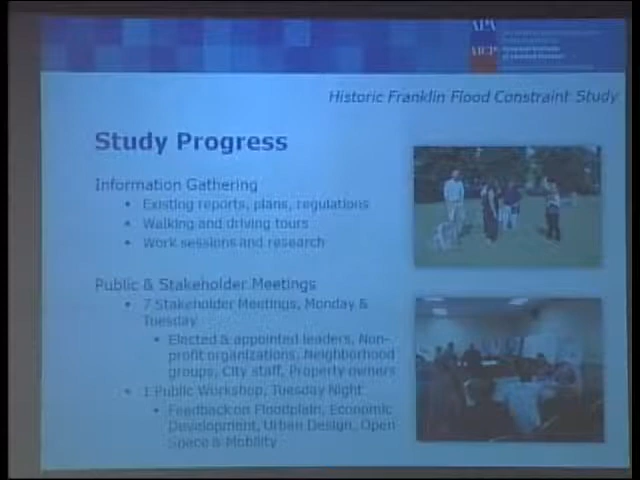 APA
AICP
Historic Franklin Flood Constraint Study
Study Progress
Information Gathering
• Existing reports, plans, regulations
• Walking and driving tours
• Work sessions and research
Public & Stakeholder Meetings
• 7 Stakeholder Meetings, Monday &
Tuesday
• Elected & appointed leaders, Non-
profit organizations, Neighborhood
groups, City staff, Property owners
• 1 Public Workshop, Tuesday Night
• Feedback on Floodplain, Economic
Development, Urban Design, Open
Space & Mobility